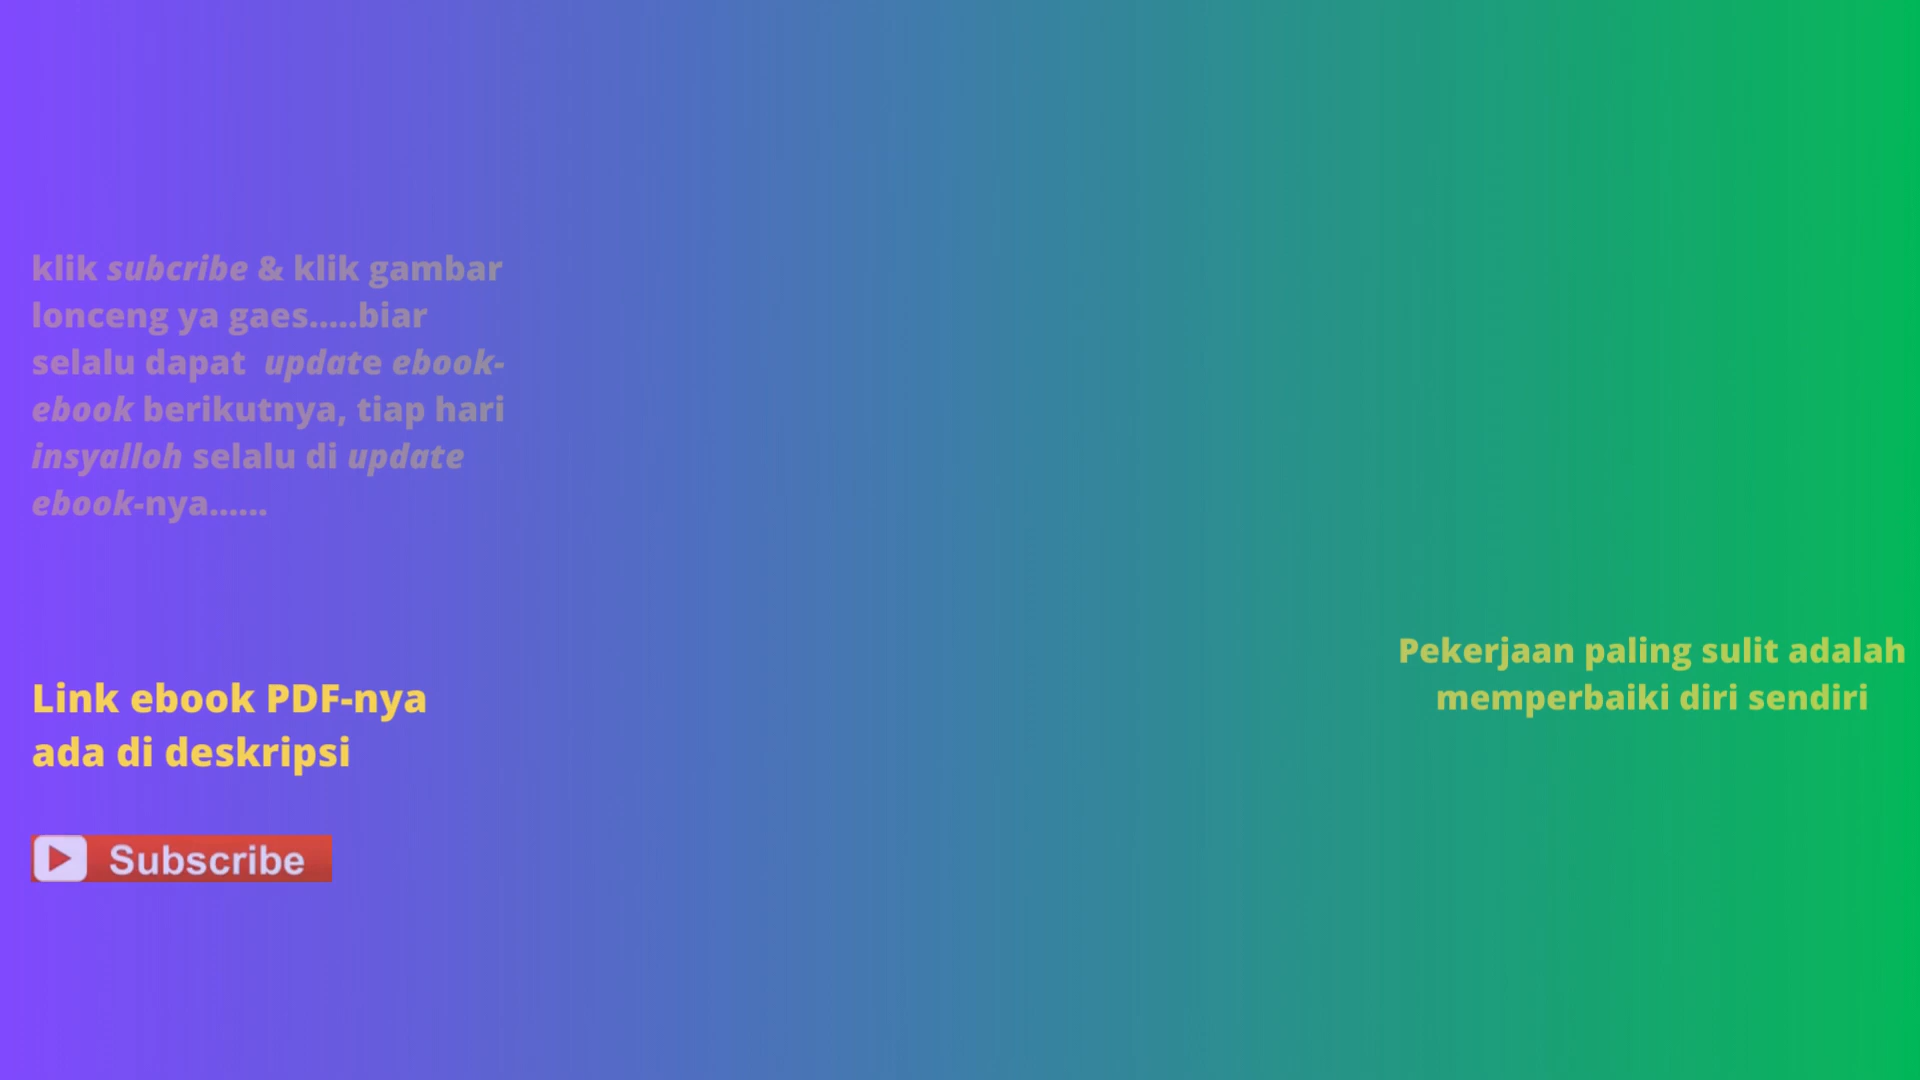 klik subcribe & klik gambar
lonceng ya gaes.....biar
selalu dapat update ebook-
ebook berikutnya, tiap hari
insyalloh selalu di update
ebook-nya......
Link ebook PDF-nya
ada di deskripsi
Subscribe
Pekerjaan paling sulit adalah
memperbaiki diri sendiri